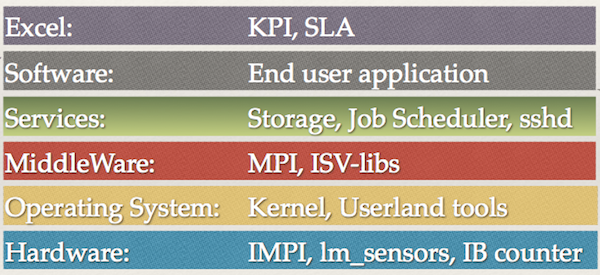 Excel: KPI, SLA
Software: End user application
Services: Storage, Job Scheduler, sshd
MiddleWare: MPI, ISV-libs
Operating System: Kernel, Userland tools
Hardware: IMPI, lm_sensors, IB counter